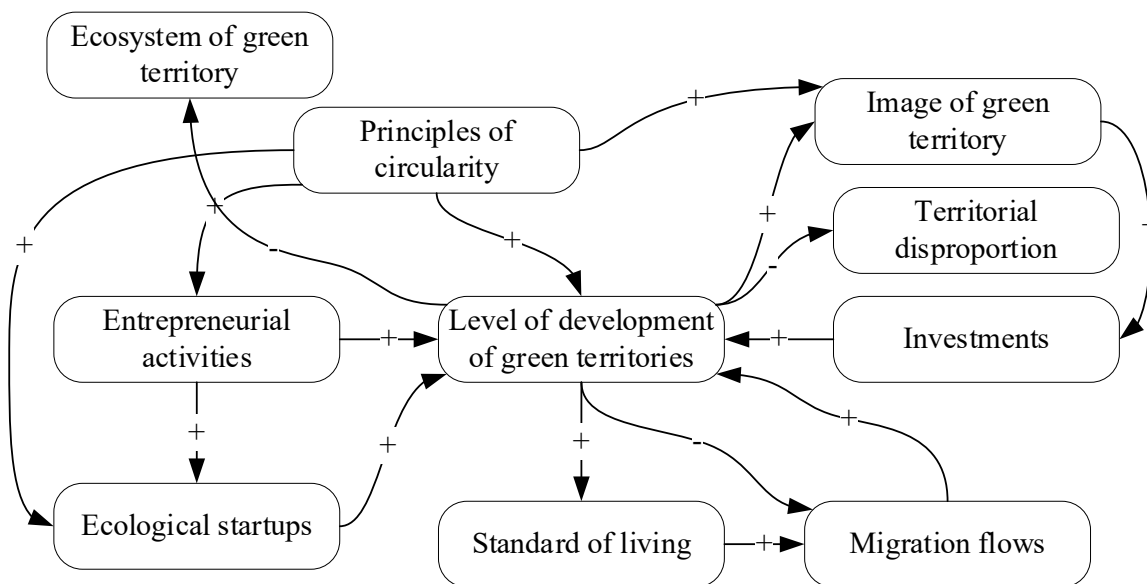 Ecosystem of green
territory
Principles of
circularity
+
Image of green
territory
+
+
+
+
-
+
-
Territorial
disproportion
Entrepreneurial
activities
+
Level of development
of green territories
+
Investments
+
+
+
-
+
Ecological startups
Standard of living
+
Migration flows